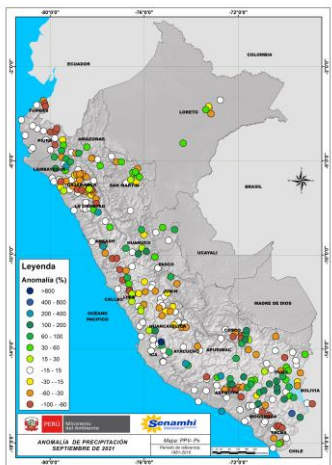 -80°0'0"
-76°0'0"
-72°0'0"
ECUADOR
COLOMBIA
TUMBES
LORETO
PIURA
AMAZONAS
LAMBAYEQUE
CAJAMARCA
SAN MARTIN
LA LIBERTAD
BRASIL
ANCASH
HUANUCO
UCAYALI
PASCO
JUNIN
LIMA
CALLAO
MADRE DE DIOS
OCEANO
PACIFICO
HUANCAVELICA
CUSCO
ICA
AYACUCHO
APURIMAC
PUNO
BOLIVIA
AREQUIPA
MOQUEGUA
TACNA
CHILE
Leyenda
Anomalía (%)
>800
400 - 800
200 - 400
100 - 200
60 - 100
30 - 60
15 - 30
-15 - 15
-30 - -15
-60 - -30
-100 - -60
PERÚ
Ministerio
del Ambiente
Senamhi
ANOMALÍA DE PRECIPITACIÓN
SEPTIEMBRE DE 2021
Mapa: PPV- Ps
Periodo de referencia
1981-2010